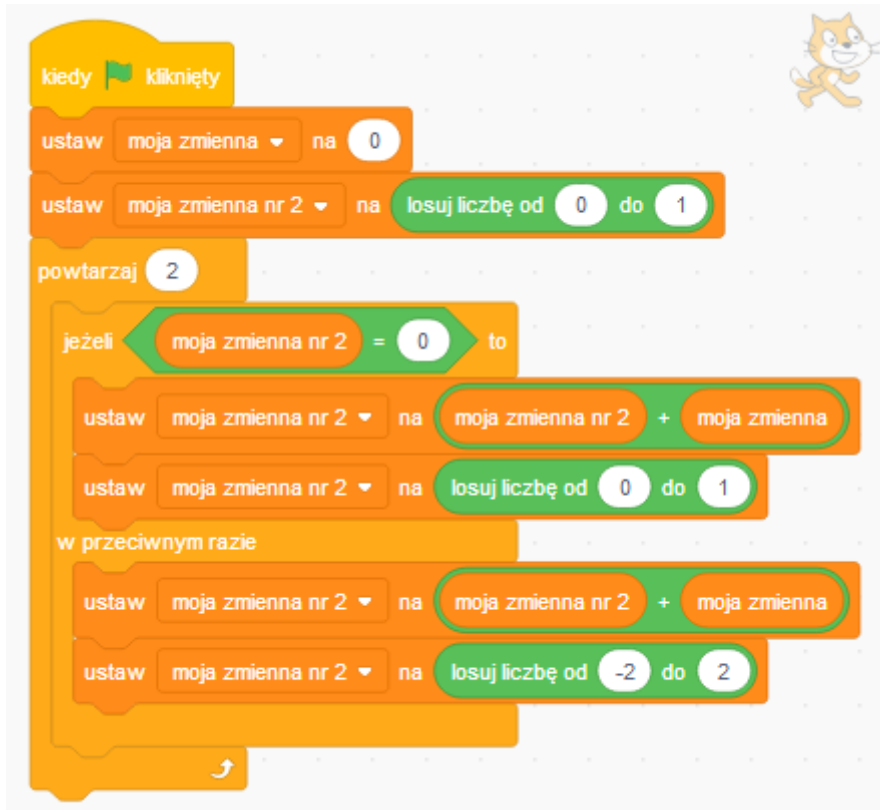 kiedy kliknięty
ustaw moja zmienna na 0
ustaw moja zmienna nr 2 na losuj liczbę od 0 do 1
powtarzaj 2
jeżeli moja zmienna nr 2 = 0 to
ustaw moja zmienna nr 2 na moja zmienna nr 2 + moja zmienna
ustaw moja zmienna nr 2 na losuj liczbę od 0 do 1
w przeciwnym razie
ustaw moja zmienna nr 2 na moja zmienna nr 2 + moja zmienna
ustaw moja zmienna nr 2 na losuj liczbę od -2 do 2